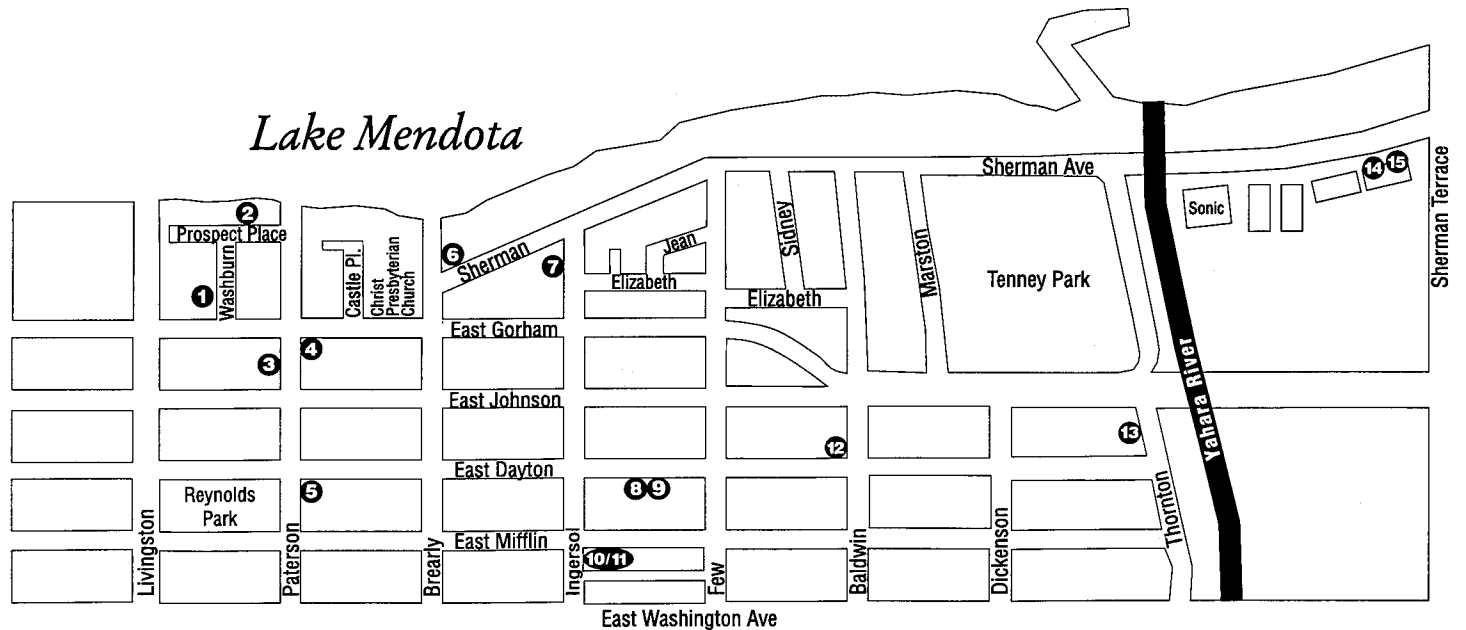 Lake Mendota
Sherman Ave
14
15
Sherman Terrace
Sonic
2
Prospect Place
Washburn
1
Castle Pl.
Christ
Presbyterian
Church
6
Sherman
7
Jean
Elizabeth
Sidney
Elizabeth
Marston
Tenney Park
East Gorham
3
4
Yahara River
East Johnson
12
13
East Dayton
Reynolds
Park
5
8
9
Thornton
East Mifflin
10/11
Livingston
Paterson
Brearly
Ingersol
Few
Baldwin
Dickenson
East Washington Ave